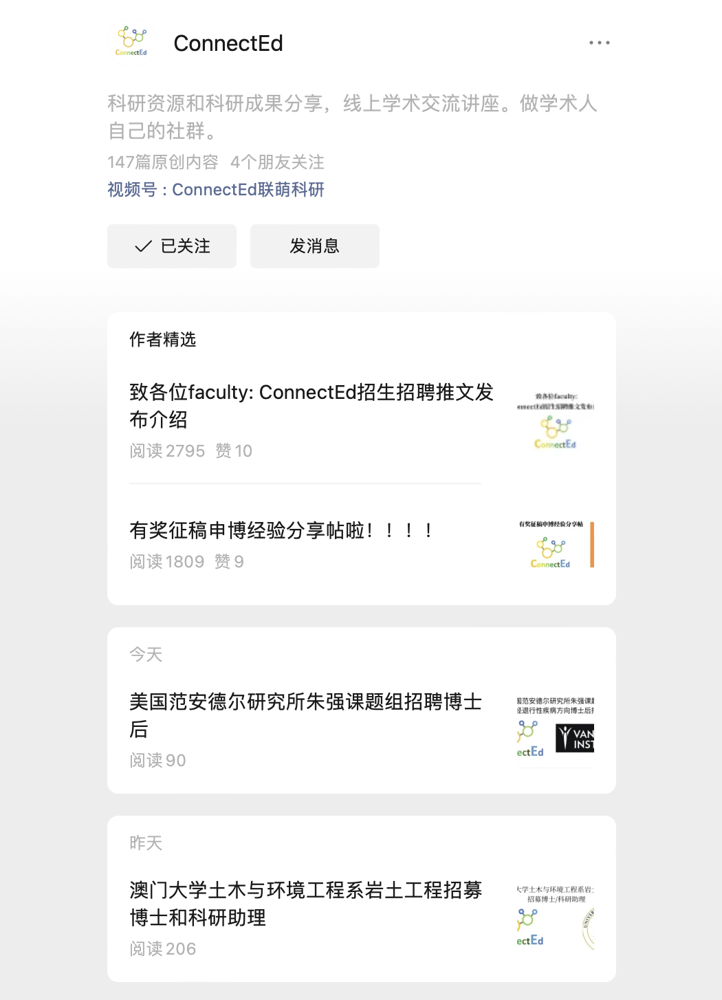 ConnectEd
ConnectEd
科研资源和科研成果分享，线上学术交流讲座。做学术人
自己的社群。
147篇原创内容 4个朋友关注
视频号：ConnectEd联萌科研
已关注
发消息
作者精选
致各位faculty: ConnectEd招生招聘推文发
布介绍
阅读 2795 赞 10
致各位faculty:
onnectEd招生招聘推文发布
ConnectEd
有奖征稿申博经验分享帖啦！！！！
阅读 1809 赞 9
有奖征稿申博经验分享帖
ConnectEd
今天
美国范安德尔研究所朱强课题组招聘博士
后
阅读 90
国范安德尔研究所朱强课题
经退行性疾病方向博士后招
ectEd
VAN
INST
昨天
澳门大学土木与环境工程系岩土工程招募
博士和科研助理
阅读 206
大学土木与环境工程系岩土
招募博士/科研助理
ectEd
UNIVER